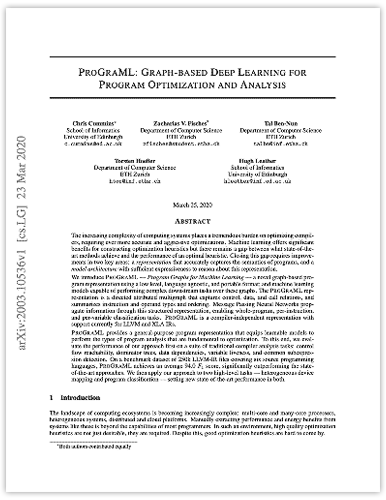 PROGRAML: GRAPH-BASED DEEP LEARNING FOR
PROGRAM OPTIMIZATION AND ANALYSIS
Chris Cummins*
School of Informatics
University of Edinburgh
c.cummins@ed.ac.uk
Zacharias V. Fisches*
Department of Computer Science
ETH Zurich
zfisches@student.ethz.ch
Tal Ben-Nun
Department of Computer Science
ETH Zurich
talbn@inf.ethz.ch
Torsten Hoefler
Department of Computer Science
ETH Zurich
htor@inf.ethz.ch
Hugh Leather
School of Informatics
University of Edinburgh
hleather@inf.ed.ac.uk
March 25, 2020
ABSTRACT
The increasing complexity of computing systems places a tremendous burden on optimizing compil-
ers, requiring ever more accurate and aggressive optimizations. Machine learning offers significant
benefits for constructing optimization heuristics but there remains a gap between what state-of-the-
art methods achieve and the performance of an optimal heuristic. Closing this gap requires improve-
ments in two key areas: a representation that accurately captures the semantics of programs, and a
model architecture with sufficient expressiveness to reason about this representation.
We introduce PROGRAML — Program Graphs for Machine Learning — a novel graph-based pro-
gram representation using a low level, language agnostic, and portable format; and machine learning
models capable of performing complex downstream tasks over these graphs. The PROGRAML rep-
resentation is a directed attributed multigraph that captures control, data, and call relations, and
summarizes instruction and operand types and ordering. Message Passing Neural Networks prop-
agate information through this structured representation, enabling whole-program, per-instruction,
and per-variable classification tasks. PROGRAML is a compiler-independent representation with
support currently for LLVM and XLA IRs.
PROGRAML provides a general-purpose program representation that equips learnable models to
perform the types of program analysis that are fundamental to optimization. To this end, we eval-
uate the performance of our approach first on a suite of traditional compiler analysis tasks: control
flow reachability, dominator trees, data dependencies, variable liveness, and common subexpres-
sion detection. On a benchmark dataset of 250k LLVM-IR files covering six source programming
languages, PROGRAML achieves an average 94.0 F₁ score, significantly outperforming the
state-of-the-art approaches. We then apply our approach to two high-level tasks — heterogeneous device
mapping and program classification — setting new state-of-the-art performance in both.
1 Introduction
The landscape of computing ecosystems is becoming increasingly complex: multi-core and many-core processors,
heterogeneous systems, distributed and cloud platforms. Manually extracting performance and energy benefits from
systems like these is beyond the capabilities of most programmers. In such an environment, high quality optimization
heuristics are not just desirable, they are required. Despite this, good optimization heuristics are hard to come by.
*Both authors contributed equally.
arXiv:2003.10536v1 [cs.LG] 23 Mar 2020